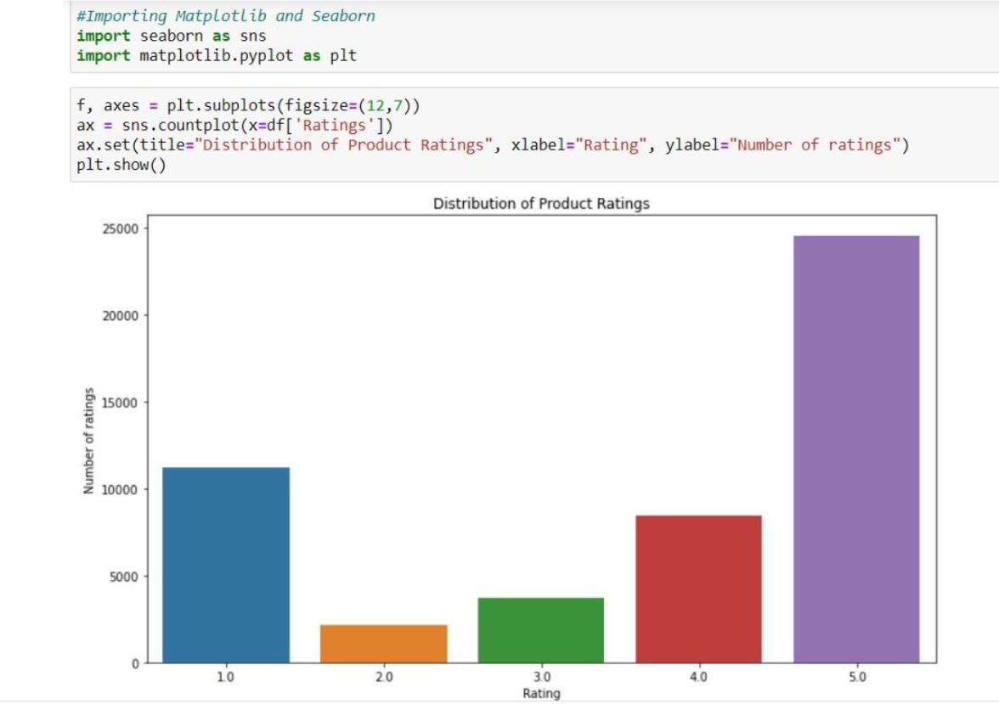 #Importing Matplotlib and Seaborn
import seaborn as sns
import matplotlib.pyplot as plt
f, axes = plt.subplots(figsize=(12,7))
ax = sns.countplot(x=df['Ratings'])
ax.set(title="Distribution of Product Ratings", xlabel="Rating", ylabel="Number of ratings")
plt.show()
Distribution of Product Ratings
25000
20000
15000
10000
5000
0
Number of ratings
1.0 2.0 3.0 4.0 5.0
Rating